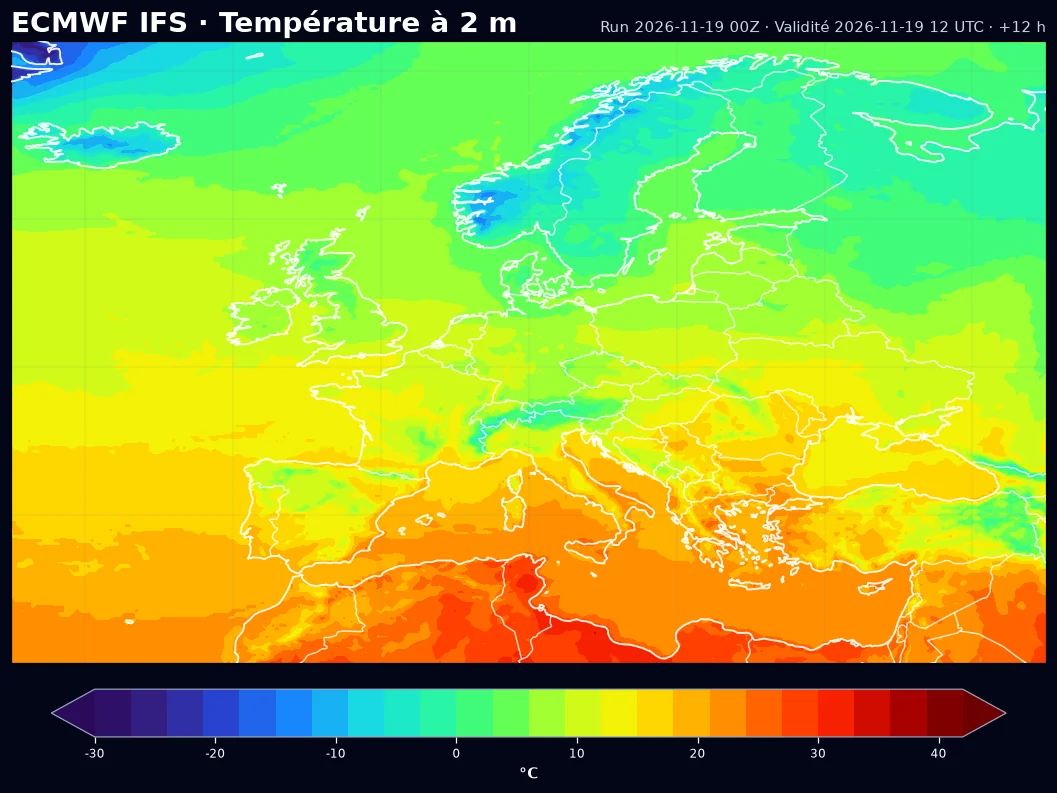 ECMWF IFS · Température à 2 m
Run 2026-11-19 00Z · Validité 2026-11-19 12 UTC · +12 h
-30 -20 -10 0 10 20 30 40
°C